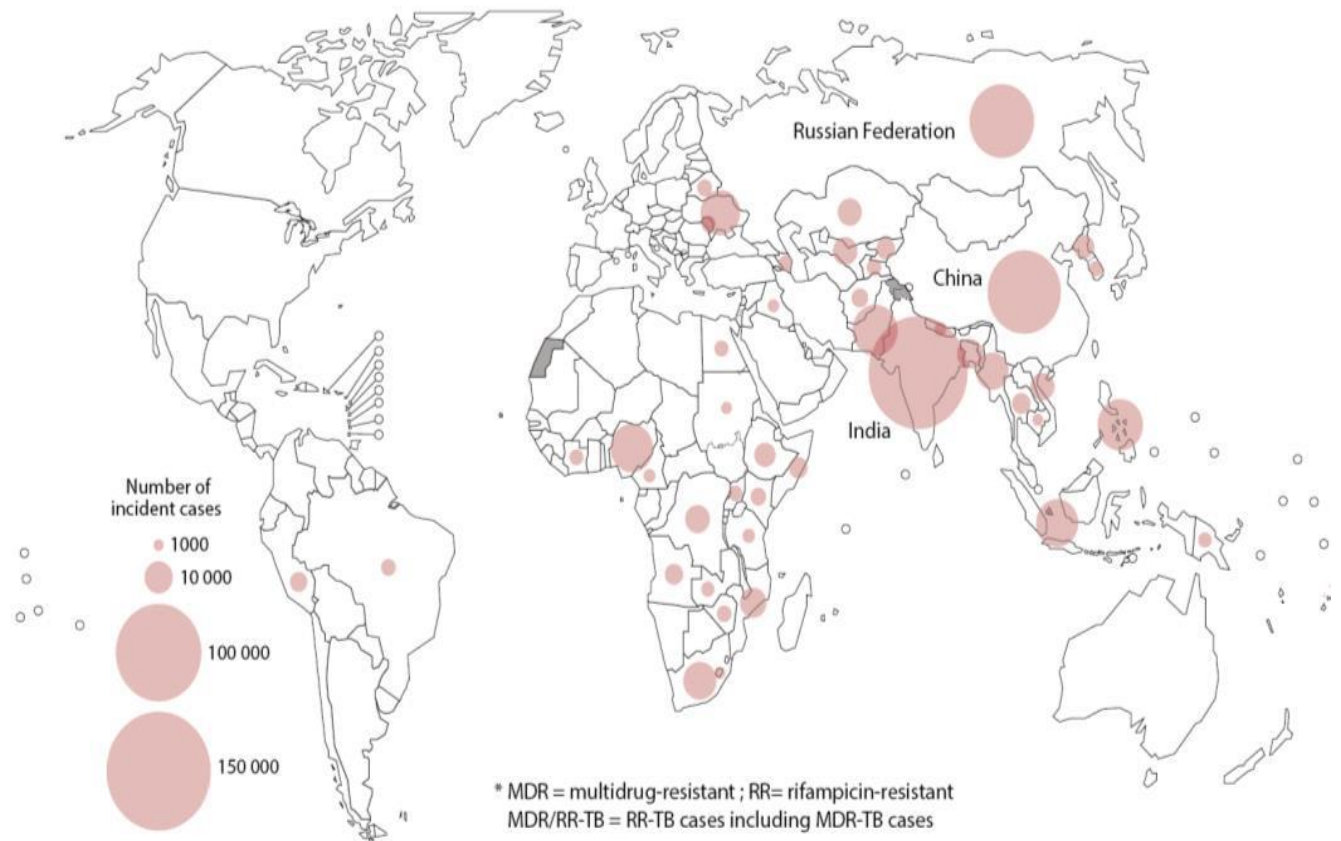 Russian Federation
China
India
Number of
incident cases
1000
10 000
100 000
150 000
* MDR = multidrug-resistant ; RR= rifampicin-resistant
MDR/RR-TB = RR-TB cases including MDR-TB cases